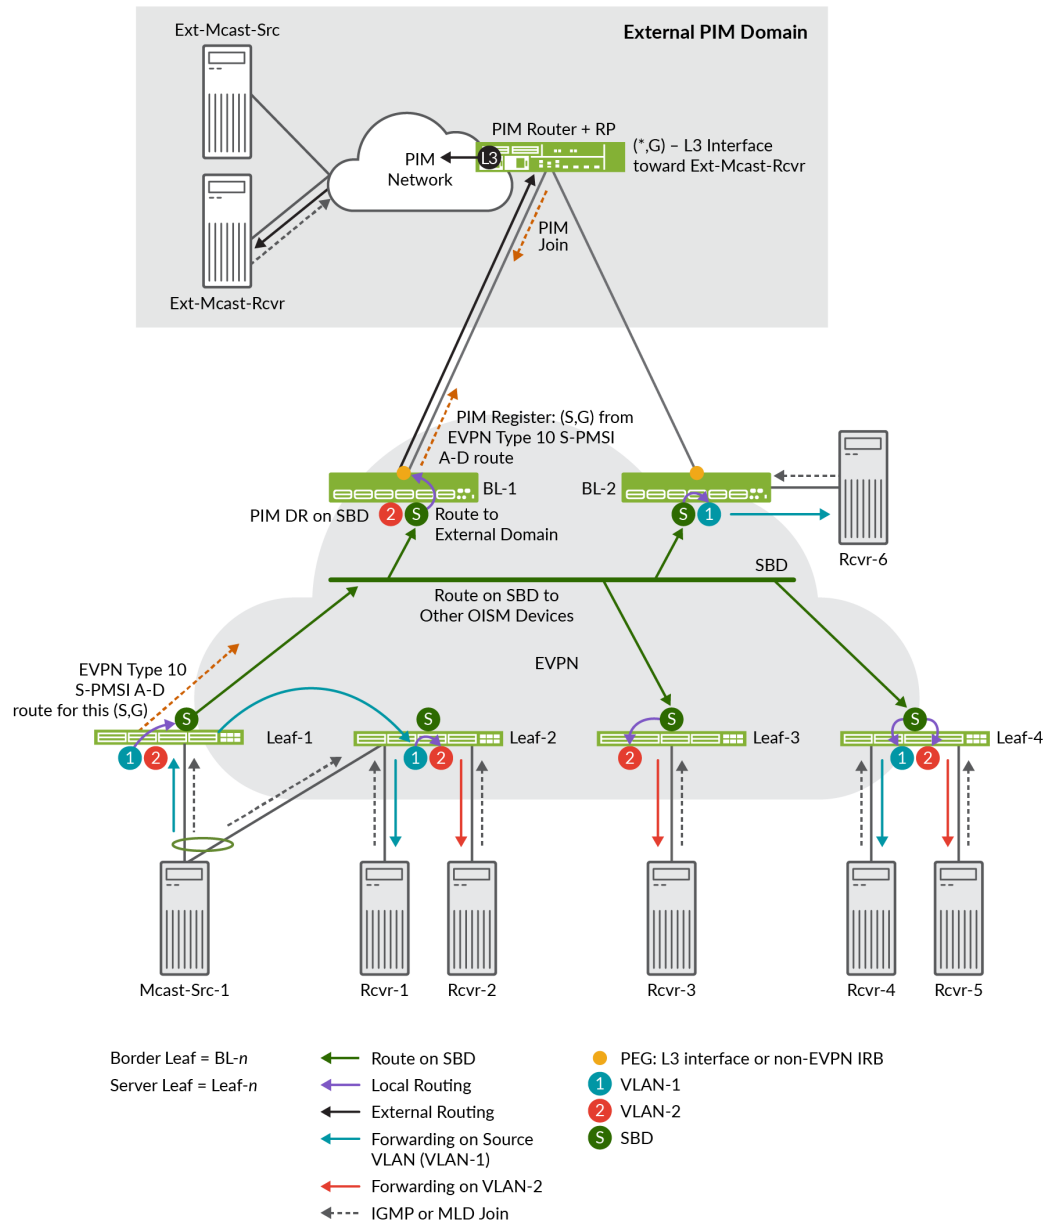 Ext-Mcast-Src
External PIM Domain
PIM Router + RP
L3
PIM
Network
(*,G) – L3 Interface
toward Ext-Mcast-Rcvr
PIM
Join
Ext-Mcast-Rcvr
PIM Register: (S,G) from
EVPN Type 10 S-PMSI
A-D route
BL-1
BL-2
PIM DR on SBD
2
S
Route to
External Domain
S
1
Rcvr-6
SBD
Route on SBD to
Other OISM Devices
EVPN
EVPN Type 10
S-PMSI A-D
route for this (S,G)
S
S
S
S
Leaf-1
Leaf-2
Leaf-3
Leaf-4
1
2
1
2
2
1
2
Mcast-Src-1
Rcvr-1
Rcvr-2
Rcvr-3
Rcvr-4
Rcvr-5
Border Leaf = BL-n
Server Leaf = Leaf-n
Route on SBD
Local Routing
External Routing
Forwarding on Source
VLAN (VLAN-1)
Forwarding on VLAN-2
IGMP or MLD Join
PEG: L3 interface or non-EVPN IRB
1 VLAN-1
2 VLAN-2
S SBD